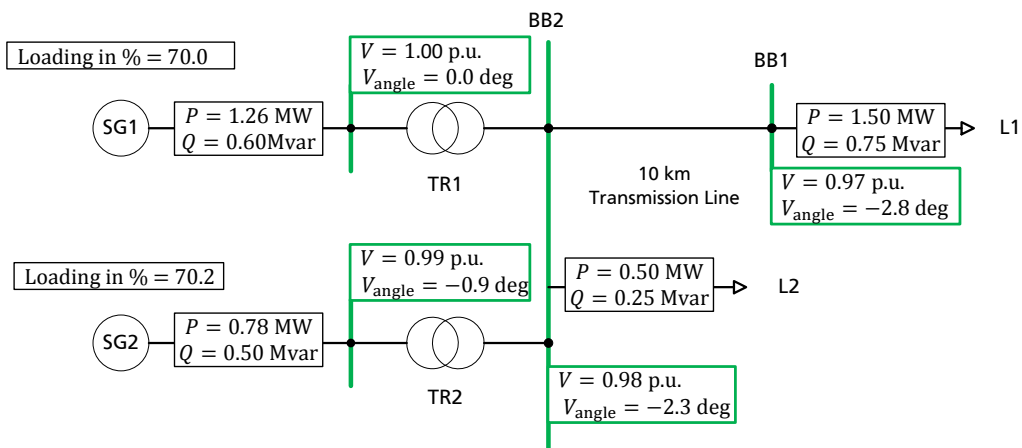 BB2
Loading in % = 70.0
V = 1.00 p.u.
V_angle = 0.0 deg
BB1
SG1
P = 1.26 MW
Q = 0.60Mvar
TR1
P = 1.50 MW
Q = 0.75 Mvar
L1
10 km
Transmission Line
V = 0.97 p.u.
V_angle = −2.8 deg
Loading in % = 70.2
V = 0.99 p.u.
V_angle = −0.9 deg
P = 0.50 MW
Q = 0.25 Mvar
L2
SG2
P = 0.78 MW
Q = 0.50 Mvar
TR2
V = 0.98 p.u.
V_angle = −2.3 deg